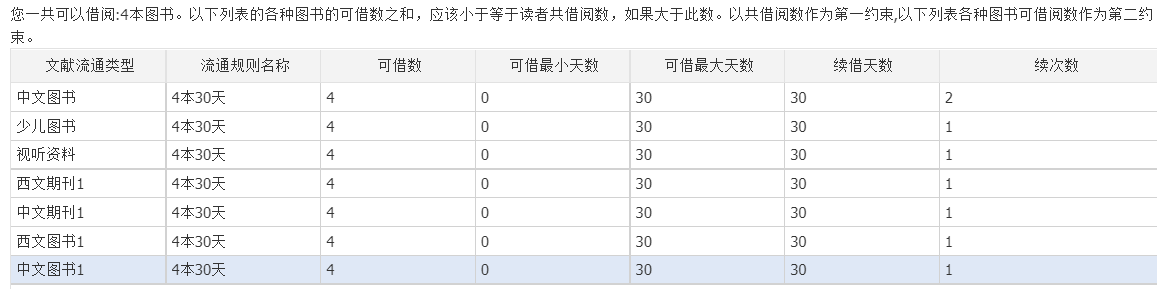 您一共可以借阅:4本图书。以下列表的各种图书的可借数之和，应该小于等于读者共借阅数，如果大于此数。以共借阅数作为第一约束,以下列表各种图书可借阅数作为第二约
束。
文献流通类型 流通规则名称 可借数 可借最小天数 可借最大天数 续借天数 续次数
中文图书 4本30天 4 0 30 30 2
少儿图书 4本30天 4 0 30 30 1
视听资料 4本30天 4 0 30 30 1
西文期刊1 4本30天 4 0 30 30 1
中文期刊1 4本30天 4 0 30 30 1
西文图书1 4本30天 4 0 30 30 1
中文图书1 4本30天 4 0 30 30 1